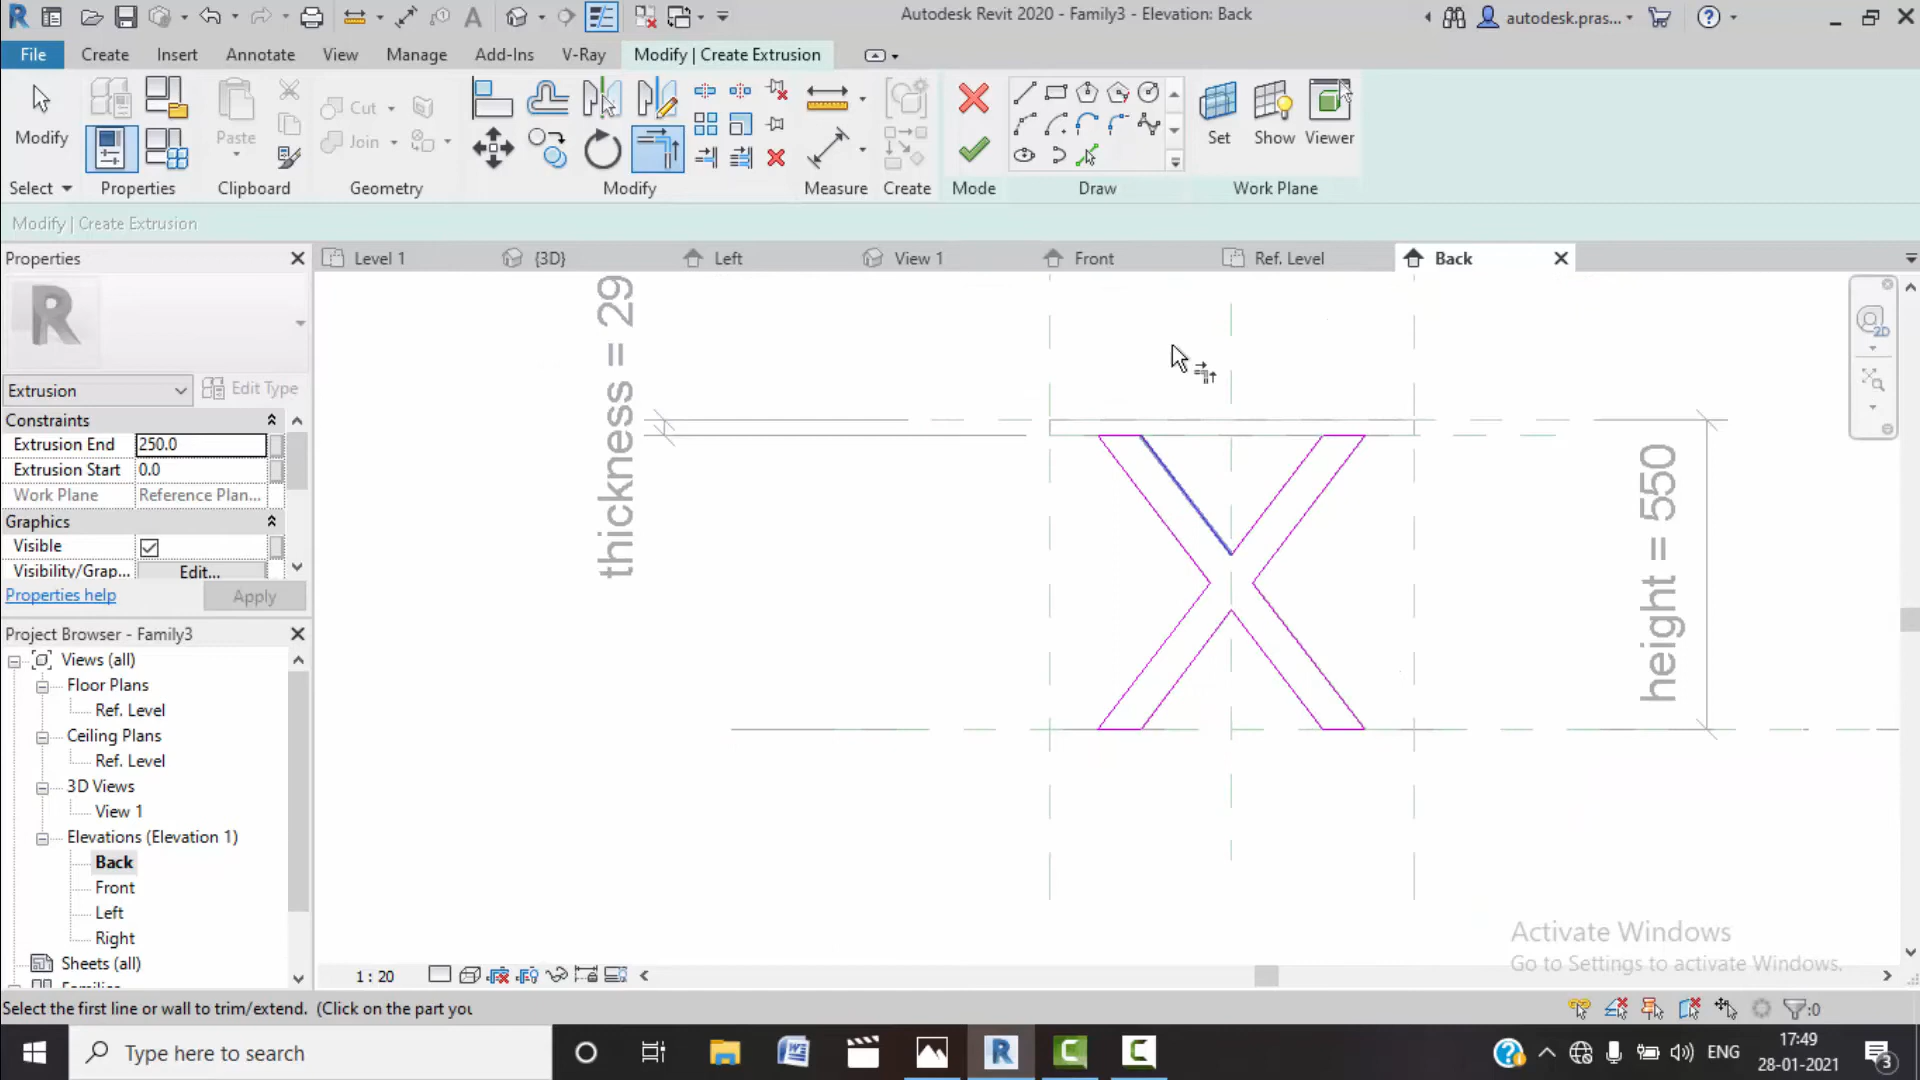 Autodesk Revit 2020 - Family3 - Elevation: Back
autodesk.pras...
File
Create
Insert
Annotate
View
Manage
Add-Ins
V-Ray
Modify | Create Extrusion
Modify
Paste
Cut
Join
Set
Show
Viewer
Select
Properties
Clipboard
Geometry
Modify
Measure
Create
Mode
Draw
Work Plane
Modify | Create Extrusion
Properties
Level 1
{3D}
Left
View 1
Front
Ref. Level
Back
2D
R
Extrusion
Edit Type
Constraints
Extrusion End 250.0
Extrusion Start 0.0
Work Plane Reference Plan...
Graphics
Visible
Visibility/Grap... Edit...
Properties help
Apply
thickness = 29
height = 550
Project Browser - Family3
Views (all)
Floor Plans
Ref. Level
Ceiling Plans
Ref. Level
3D Views
View 1
Elevations (Elevation 1)
Back
Front
Left
Right
Sheets (all)
Activate Windows
Go to Settings to activate Windows.
1 : 20
Select the first line or wall to trim/extend. (Click on the part you
:0
Type here to search
ENG
17:49
28-01-2021
3